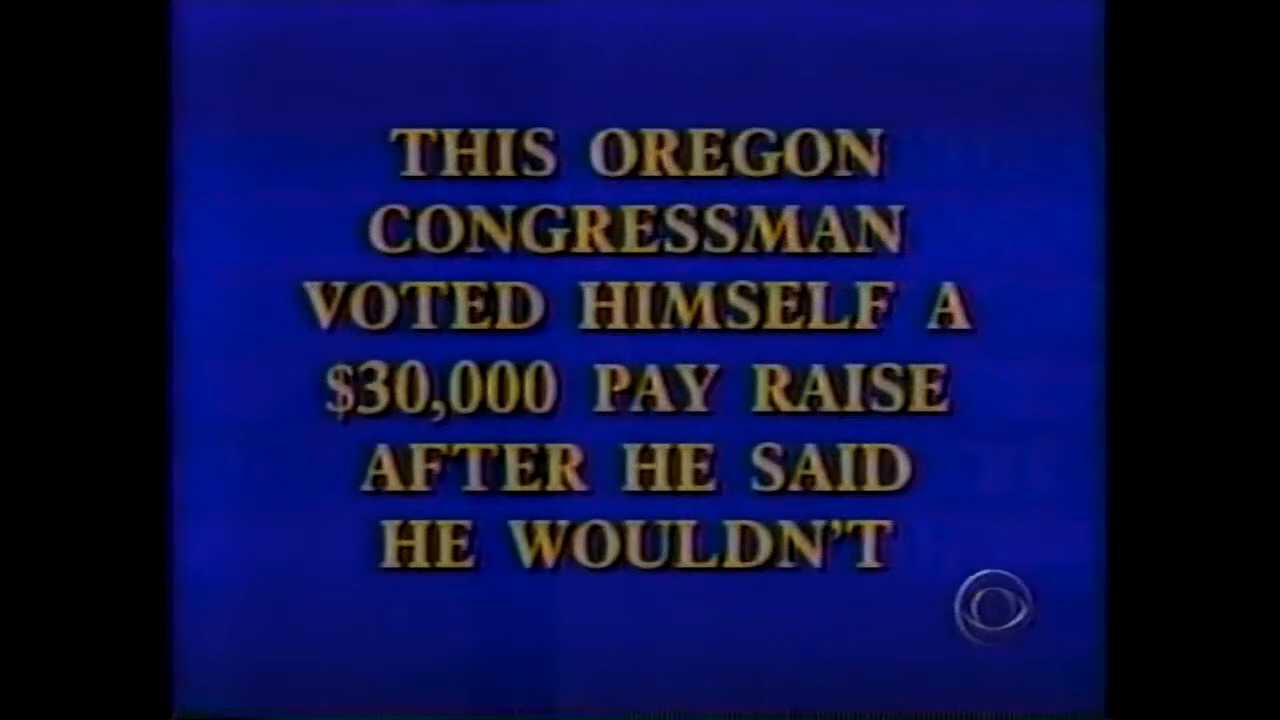 THIS OREGON
CONGRESSMAN
VOTED HIMSELF A
$30,000 PAY RAISE
AFTER HE SAID
HE WOULDN'T